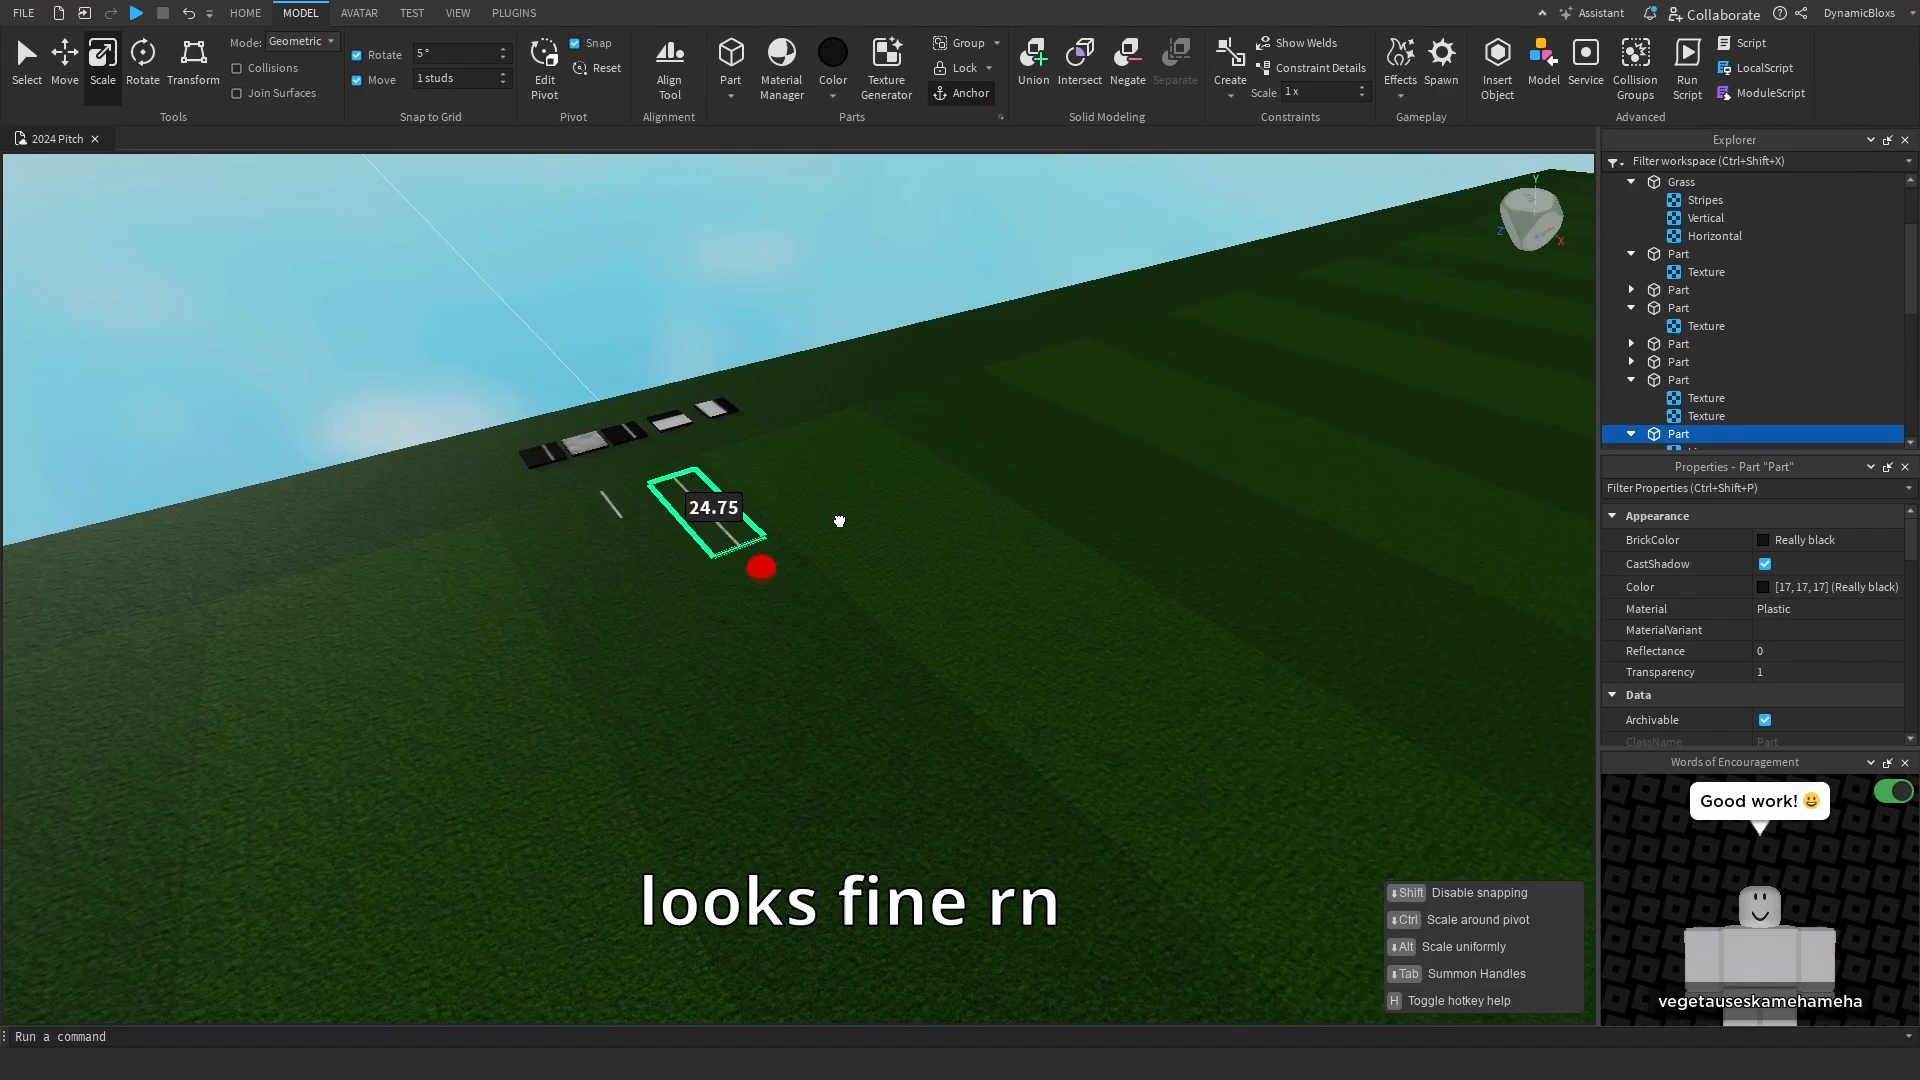 FILE HOME MODEL AVATAR TEST VIEW PLUGINS Assistant Collaborate DynamicBloxs
Select Move Scale Rotate Transform
Mode: Geometric
Collisions
Join Surfaces
Tools
Rotate 5°
Move 1 studs
Snap to Grid
Edit Pivot
Snap
Reset
Pivot
Align Tool
Alignment
Part
Material Manager
Color
Texture Generator
Group
Lock
Anchor
Parts
Union Intersect Negate Separate
Solid Modeling
Create
Show Welds
Constraint Details
Scale 1 x
Constraints
Effects Spawn
Gameplay
Insert Object
Model
Service
Collision Groups
Run Script
Script
LocalScript
ModuleScript
Advanced
2024 Pitch
Explorer
Filter workspace (Ctrl+Shift+X)
Grass
Stripes
Vertical
Horizontal
Part
Texture
Part
Part
Texture
Part
Part
Part
Texture
Texture
Part
Y
Z
X
24.75
Properties - Part "Part"
Filter Properties (Ctrl+Shift+P)
Appearance
BrickColor Really black
CastShadow
Color [17, 17, 17] (Really black)
Material Plastic
MaterialVariant
Reflectance 0
Transparency 1
Data
Archivable
ClassName Part
Words of Encouragement
Good work! 😀
vegetauseskamehameha
looks fine rn
Shift Disable snapping
Ctrl Scale around pivot
Alt Scale uniformly
Tab Summon Handles
H Toggle hotkey help
Run a command